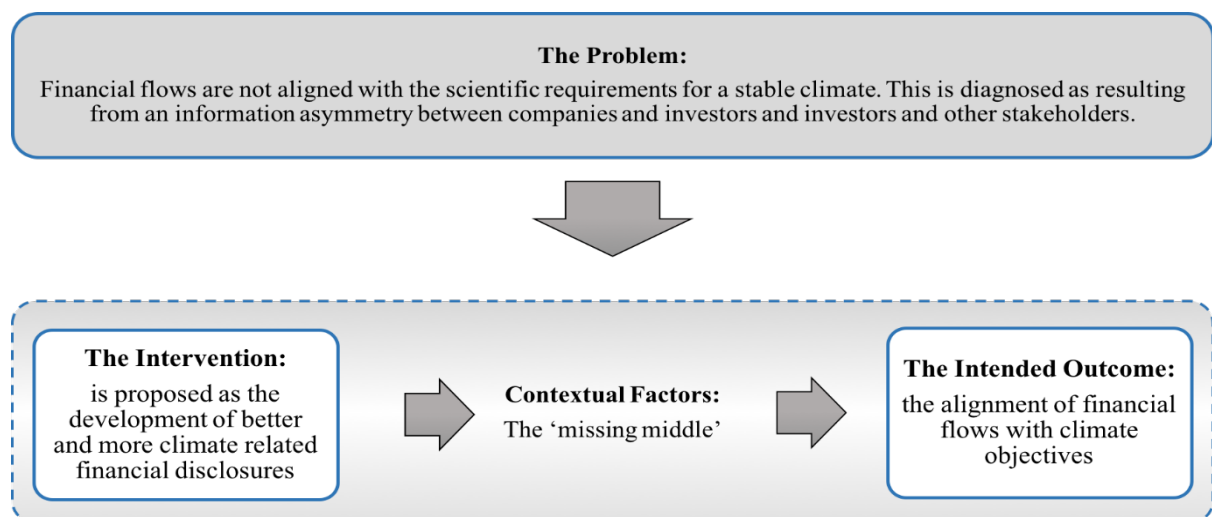 The Problem:
Financial flows are not aligned with the scientific requirements for a stable climate. This is diagnosed as resulting
from an information asymmetry between companies and investors and investors and other stakeholders.
The Intervention:
is proposed as the
development of better
and more climate related
financial disclosures
Contextual Factors:
The ‘missing middle’
The Intended Outcome:
the alignment of financial
flows with climate
objectives